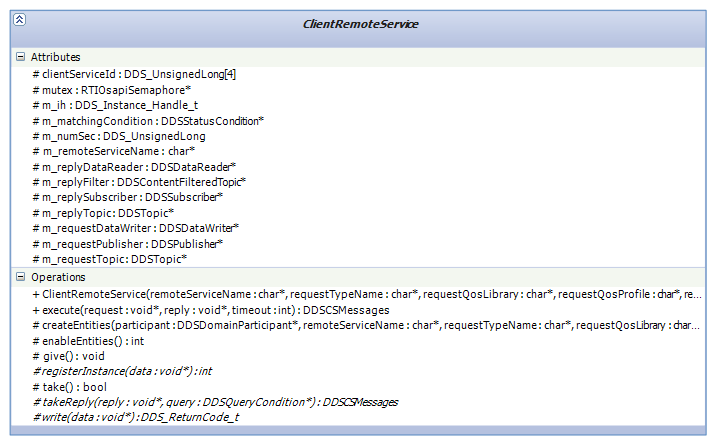 ClientRemoteService
Attributes
# clientServiceId : DDS_UnsignedLong[4]
# mutex : RTIOsapiSemaphore*
# m_ih : DDS_Instance_Handle_t
# m_matchingCondition : DDSStatusCondition*
# m_numSec : DDS_UnsignedLong
# m_remoteServiceName : char*
# m_replyDataReader : DDSDataReader*
# m_replyFilter : DDSContentFilteredTopic*
# m_replySubscriber : DDSSubscriber*
# m_replyTopic : DDSTopic*
# m_requestDataWriter : DDSDataWriter*
# m_requestPublisher : DDSPublisher*
# m_requestTopic : DDSTopic*
Operations
+ ClientRemoteService(remoteServiceName : char*, requestTypeName : char*, requestQosLibrary : char*, requestQosProfile : char*, re...
+ execute(request : void*, reply : void*, timeout : int) : DDSCSMessages
# createEntities(participant : DDSDomainParticipant*, remoteServiceName : char*, requestTypeName : char*, requestQosLibrary : char...
# enableEntities() : int
# give() : void
# registerInstance(data : void*) : int
# take() : bool
# takeReply(reply : void*, query : DDSQueryCondition*) : DDSCSMessages
# write(data : void*) : DDS_ReturnCode_t